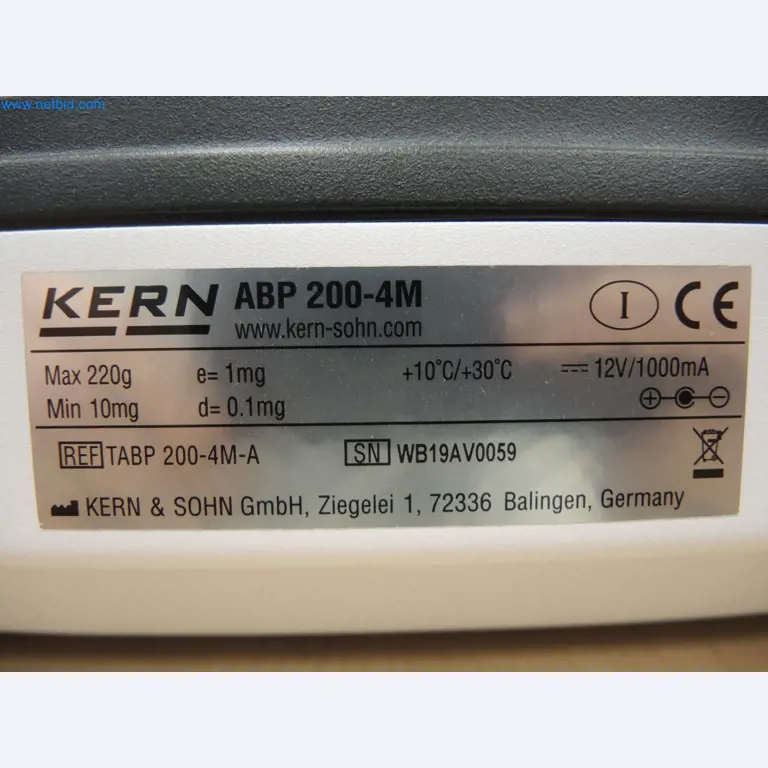 www.netbid.com
KERN ABP 200-4M
www.kern-sohn.com
I CE
Max 220g e= 1mg +10°C/+30°C 12V/1000mA
Min 10mg d= 0.1mg
REF TABP 200-4M-A SN WB19AV0059
KERN & SOHN GmbH, Ziegelei 1, 72336 Balingen, Germany